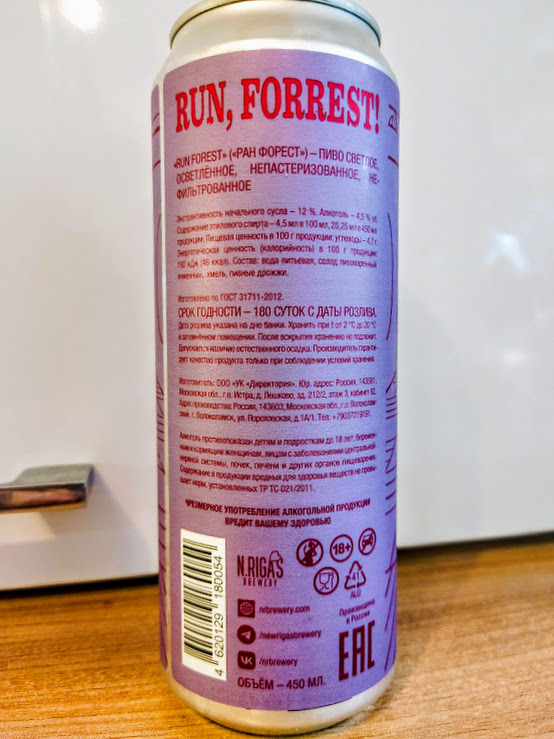 RUN, FORREST!
«RUN FOREST» («РАН ФОРЕСТ») – ПИВО СВЕТЛОЕ,
ОСВЕТЛЁННОЕ, НЕПАСТЕРИЗОВАННОЕ, НЕ-
ФИЛЬТРОВАННОЕ
Экстрактивность начального сусла – 12 %. Алкоголь – 4,5 % об.
Содержание этилового спирта – 4,5 мл в 100 мл, 20,25 мл в 450 мл
продукции. Пищевая ценность в 100 г продукции: углеводы – 4,7 г.
Энергетическая ценность (калорийность) в 100 г продукции:
кДж (46 ккал). Состав: вода питьевая, солод пивоваренный
ячменный, хмель, пивные дрожжи.
Изготовлено по ГОСТ 31711-2012.
СРОК ГОДНОСТИ – 180 СУТОК С ДАТЫ РОЗЛИВА.
Дата розлива указана на дне банки. Хранить при t от 2 °C до 20 °C
в затемнённом помещении. После вскрытия хранению не подлежит.
Допускается наличие естественного осадка. Производитель гаранти-
рует качество продукта только при соблюдении условий хранения.
Изготовитель: ООО «УК «Директория». Юр. адрес: Россия, 143581,
Московская обл., г.о. Истра, д. Лешково, зд. 212/2, этаж 3, кабинет 62.
Адрес производства: Россия, 143603, Московская обл., г.о. Волоколам-
ский, г. Волоколамск, ул. Пороховская, д.1А/1. Тел: +79037219191.
Алкоголь противопоказан детям и подросткам до 18 лет, беремен-
ным и кормящим женщинам, лицам с заболеваниями центральной
нервной системы, почек, печени и других органов пищеварения.
Содержание в продукции вредных для здоровья веществ не превы-
шает норм, установленных ТР ТС 021/2011.
ЧРЕЗМЕРНОЕ УПОТРЕБЛЕНИЕ АЛКОГОЛЬНОЙ ПРОДУКЦИИ
ВРЕДИТ ВАШЕМУ ЗДОРОВЬЮ
4 620129 180054
N.RIGA'S
BREWERY
18+
41
ALU
nrbrewery.com
/newrigasbrewery
/nrbrewery
Произведено
в России
EAC
ОБЪЁМ – 450 МЛ.